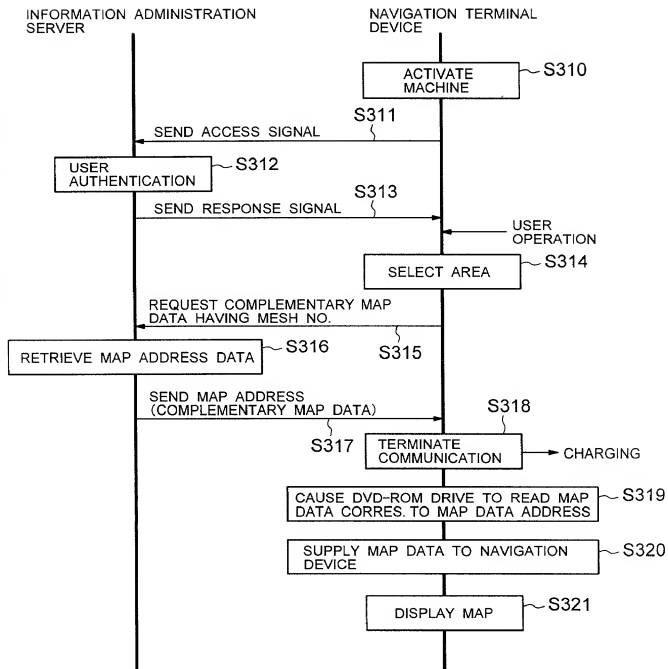 INFORMATION ADMINISTRATION
SERVER
NAVIGATION TERMINAL
DEVICE
ACTIVATE
MACHINE
S310
S311
SEND ACCESS SIGNAL
USER
AUTHENTICATION
S312
S313
SEND RESPONSE SIGNAL
USER
OPERATION
SELECT AREA
S314
REQUEST COMPLEMENTARY MAP
DATA HAVING MESH NO.
S315
RETRIEVE MAP ADDRESS DATA
S316
SEND MAP ADDRESS
(COMPLEMENTARY MAP DATA)
S317
S318
TERMINATE
COMMUNICATION
CHARGING
CAUSE DVD-ROM DRIVE TO READ MAP
DATA CORRES. TO MAP DATA ADDRESS
S319
SUPPLY MAP DATA TO NAVIGATION
DEVICE
S320
DISPLAY MAP
S321